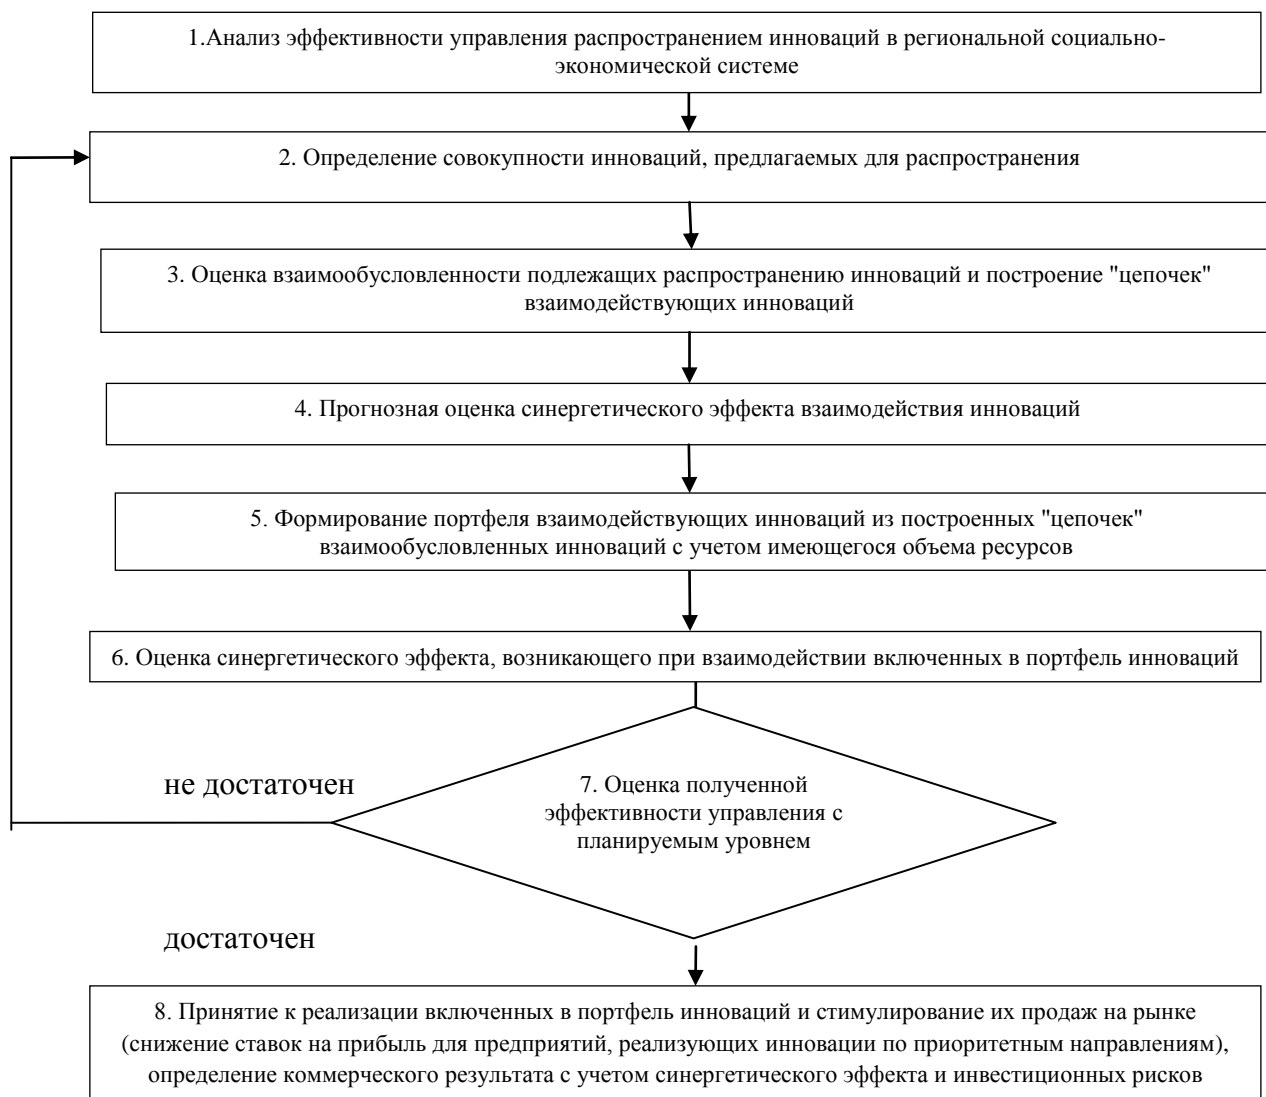 1.Анализ эффективности управления распространением инноваций в региональной социально-
экономической системе
2. Определение совокупности инноваций, предлагаемых для распространения
3. Оценка взаимообусловленности подлежащих распространению инноваций и построение "цепочек"
взаимодействующих инноваций
4. Прогнозная оценка синергетического эффекта взаимодействия инноваций
5. Формирование портфеля взаимодействующих инноваций из построенных "цепочек"
взаимообусловленных инноваций с учетом имеющегося объема ресурсов
6. Оценка синергетического эффекта, возникающего при взаимодействии включенных в портфель инноваций
не достаточен
7. Оценка полученной
эффективности управления с
планируемым уровнем
достаточен
8. Принятие к реализации включенных в портфель инноваций и стимулирование их продаж на рынке
(снижение ставок на прибыль для предприятий, реализующих инновации по приоритетным направлениям),
определение коммерческого результата с учетом синергетического эффекта и инвестиционных рисков